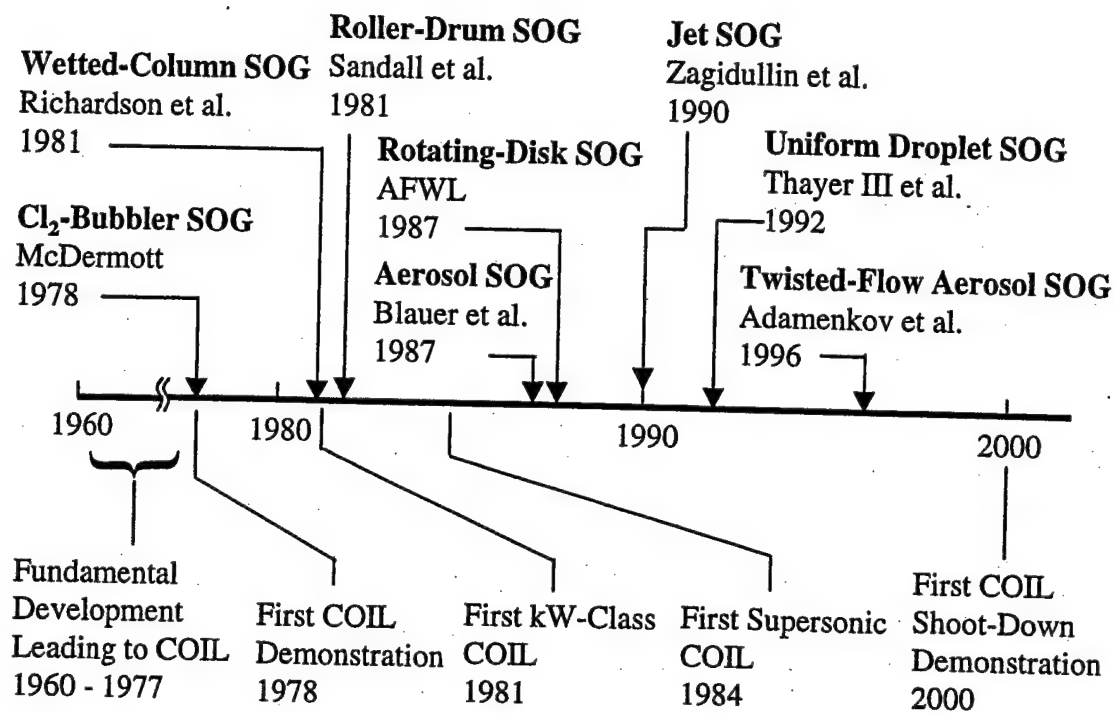 Roller-Drum SOG
Sandall et al.
1981
Jet SOG
Zagidullin et al.
1990
Wetted-Column SOG
Richardson et al.
1981
Rotating-Disk SOG
AFWL
1987
Uniform Droplet SOG
Thayer III et al.
1992
Cl₂-Bubbler SOG
McDermott
1978
Aerosol SOG
Blauer et al.
1987
Twisted-Flow Aerosol SOG
Adamenkov et al.
1996
1960
1980
1990
2000
Fundamental
Development
Leading to COIL
1960 - 1977
First COIL
Demonstration
1978
First kW-Class
COIL
1981
First Supersonic
COIL
1984
First COIL
Shoot-Down
Demonstration
2000